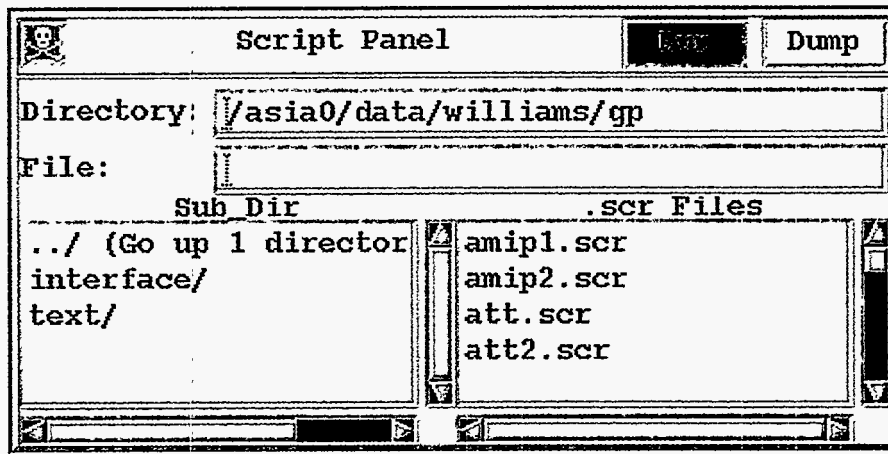 Script Panel Dump
Directory: /asia0/data/williams/gp
File:
Sub_Dir .scr Files
../ (Go up 1 director amip1.scr
interface/ amip2.scr
text/ att.scr
att2.scr